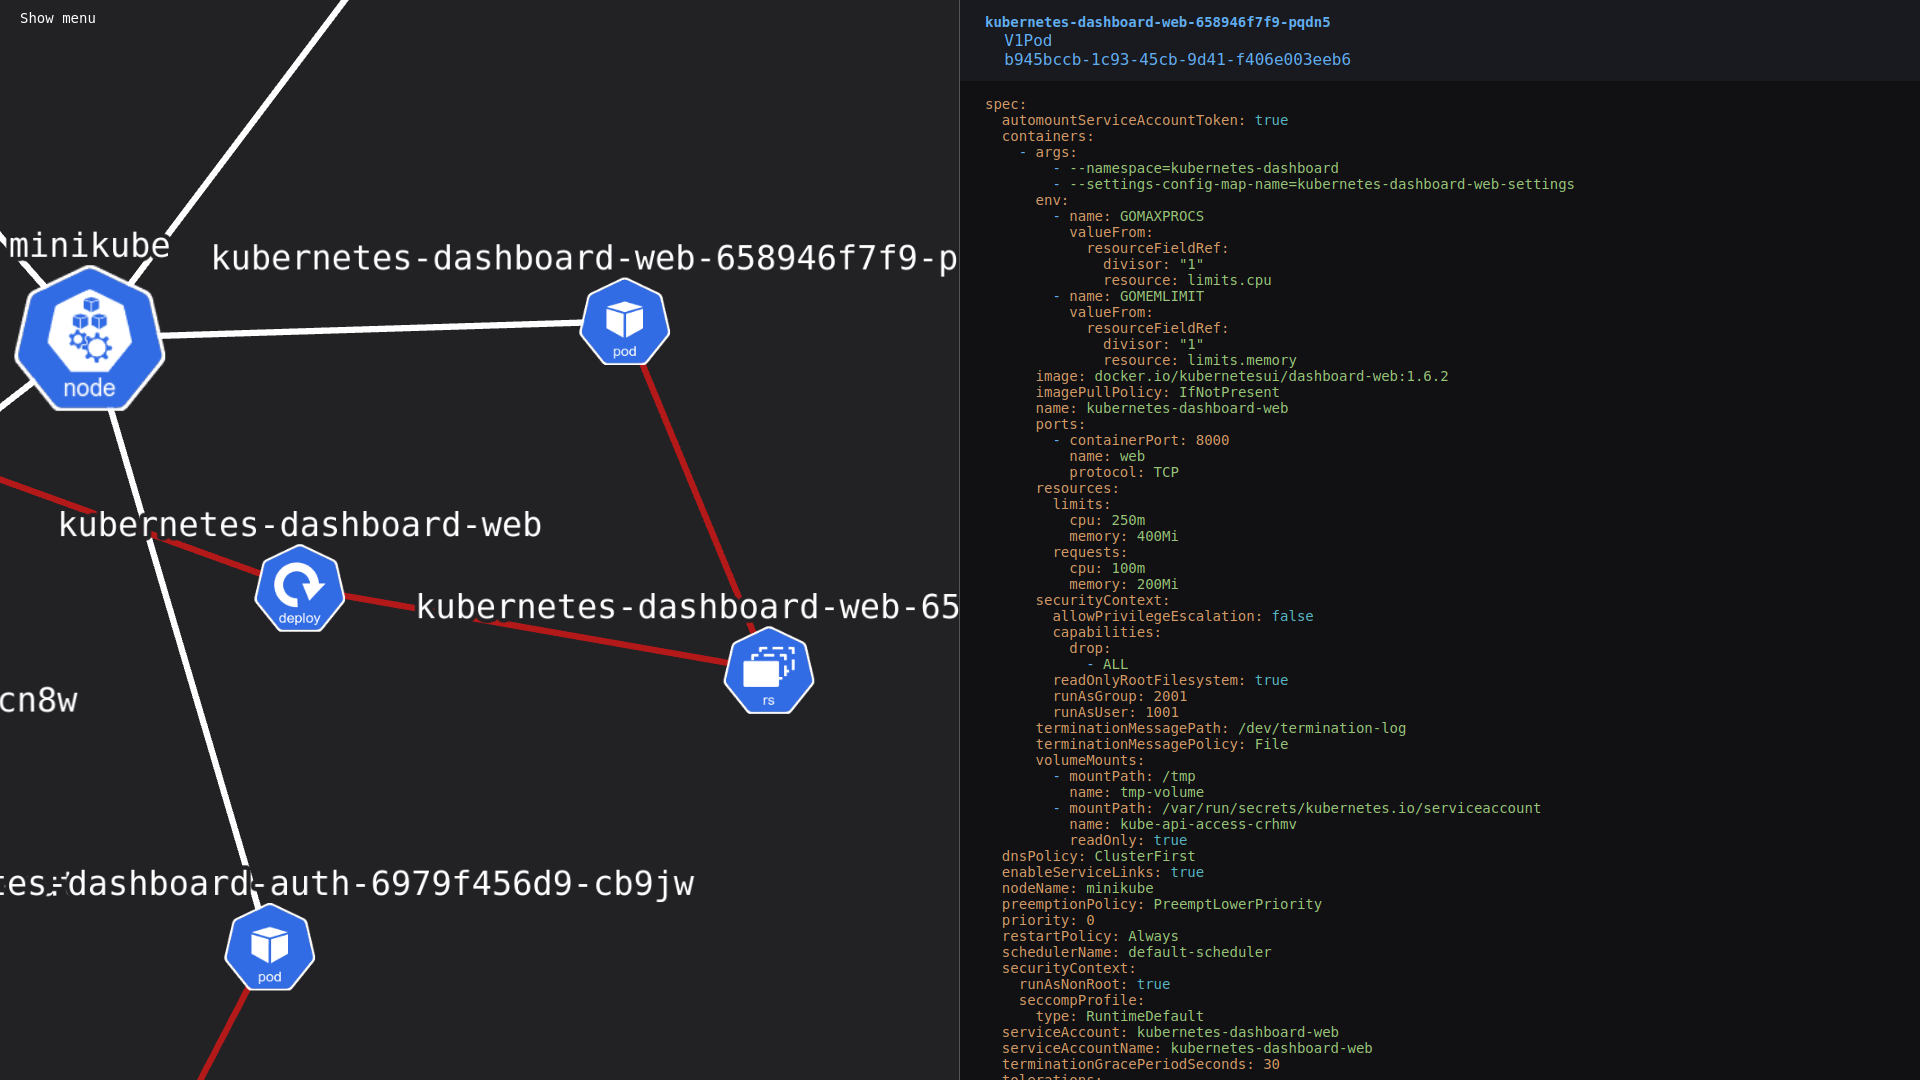 Show menu
minikube
node
kubernetes-dashboard-web-658946f7f9-p
pod
kubernetes-dashboard-web
deploy
kubernetes-dashboard-web-65
rs
cn8w
tes-dashboard-auth-6979f456d9-cb9jw
pod
kubernetes-dashboard-web-658946f7f9-pqdn5
V1Pod
b945bccb-1c93-45cb-9d41-f406e003eeb6
spec:
automountServiceAccountToken: true
containers:
- args:
- --namespace=kubernetes-dashboard
- --settings-config-map-name=kubernetes-dashboard-web-settings
env:
- name: GOMAXPROCS
valueFrom:
resourceFieldRef:
divisor: "1"
resource: limits.cpu
- name: GOMEMLIMIT
valueFrom:
resourceFieldRef:
divisor: "1"
resource: limits.memory
image: docker.io/kubernetesui/dashboard-web:1.6.2
imagePullPolicy: IfNotPresent
name: kubernetes-dashboard-web
ports:
- containerPort: 8000
name: web
protocol: TCP
resources:
limits:
cpu: 250m
memory: 400Mi
requests:
cpu: 100m
memory: 200Mi
securityContext:
allowPrivilegeEscalation: false
capabilities:
drop:
- ALL
readOnlyRootFilesystem: true
runAsGroup: 2001
runAsUser: 1001
terminationMessagePath: /dev/termination-log
terminationMessagePolicy: File
volumeMounts:
- mountPath: /tmp
name: tmp-volume
- mountPath: /var/run/secrets/kubernetes.io/serviceaccount
name: kube-api-access-crhmv
readOnly: true
dnsPolicy: ClusterFirst
enableServiceLinks: true
nodeName: minikube
preemptionPolicy: PreemptLowerPriority
priority: 0
restartPolicy: Always
schedulerName: default-scheduler
securityContext:
runAsNonRoot: true
seccompProfile:
type: RuntimeDefault
serviceAccount: kubernetes-dashboard-web
serviceAccountName: kubernetes-dashboard-web
terminationGracePeriodSeconds: 30
tolerations: